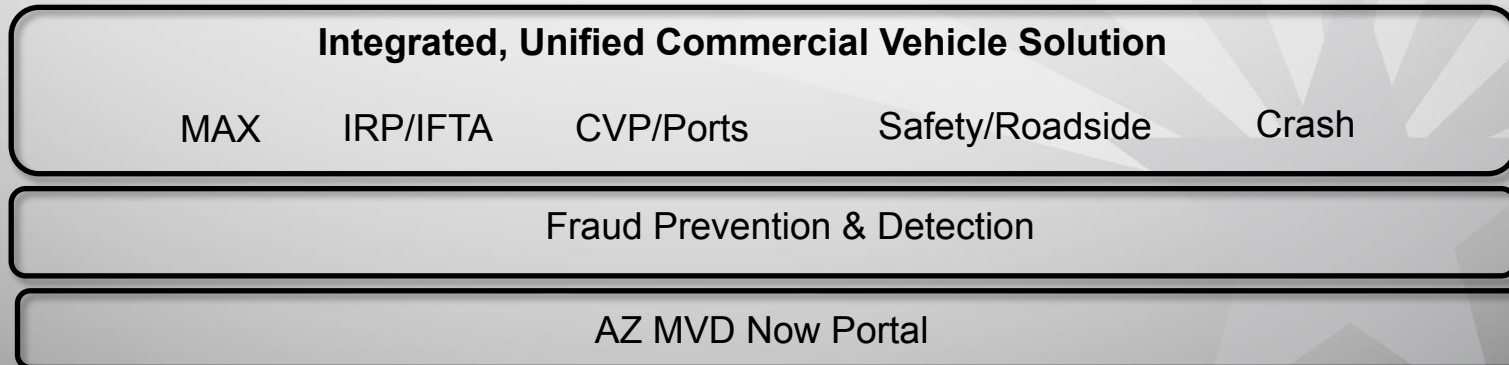 Integrated, Unified Commercial Vehicle Solution
MAX IRP/IFTA CVP/Ports Safety/Roadside Crash
Fraud Prevention & Detection
AZ MVD Now Portal